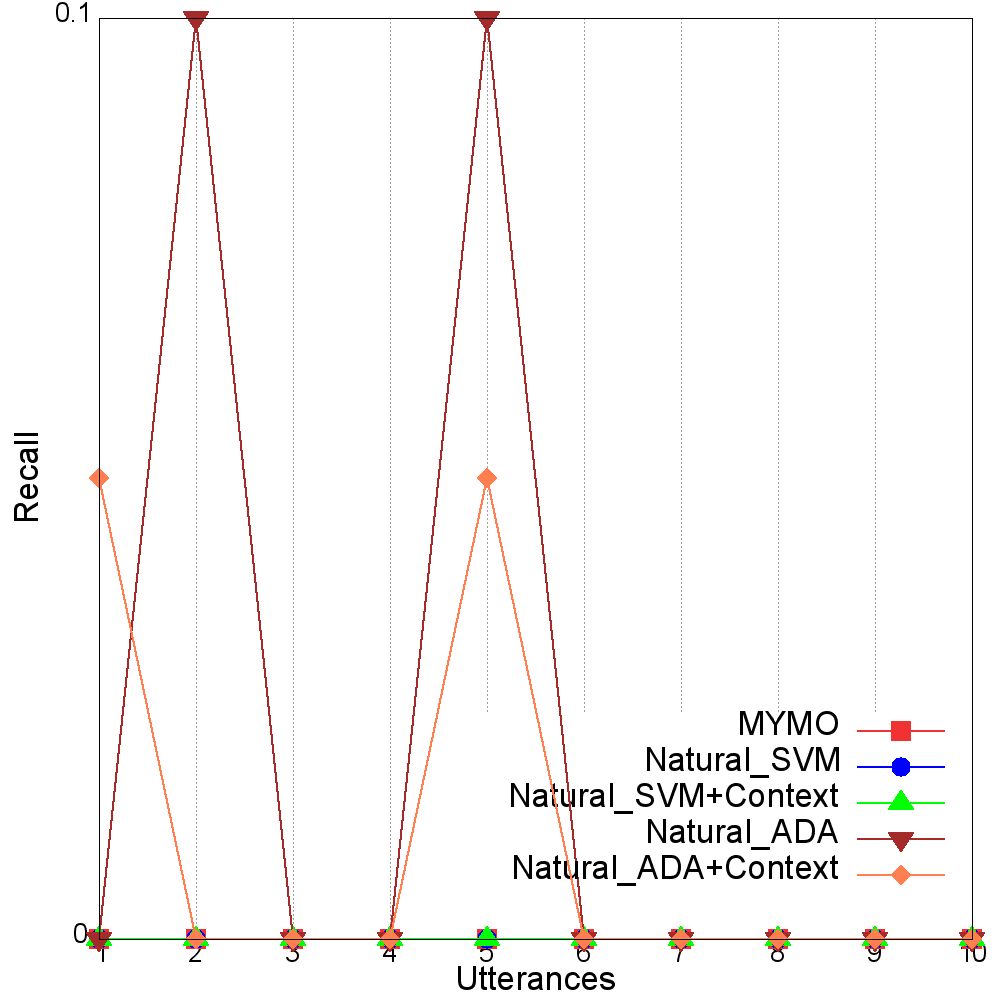 0.1
Recall
MYMO
Natural_SVM
Natural_SVM+Context
Natural_ADA
Natural_ADA+Context
0
1 2 3 4 5 6 7 8 9 10
Utterances